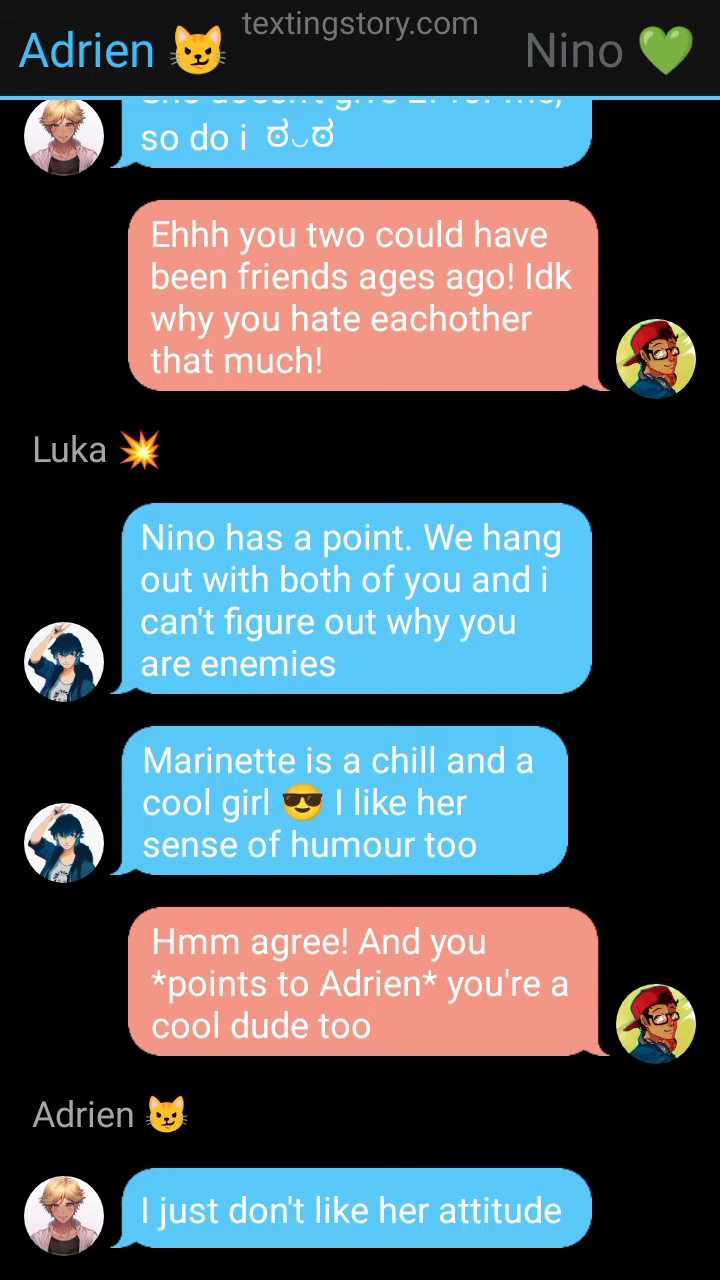 textingstory.com
Adrien 😼 Nino 💚
so do i ಠ◡ಠ
Ehhh you two could have
been friends ages ago! Idk
why you hate eachother
that much!
Luka 💥
Nino has a point. We hang
out with both of you and i
can't figure out why you
are enemies
Marinette is a chill and a
cool girl 😎 I like her
sense of humour too
Hmm agree! And you
*points to Adrien* you're a
cool dude too
Adrien 😼
I just don't like her attitude